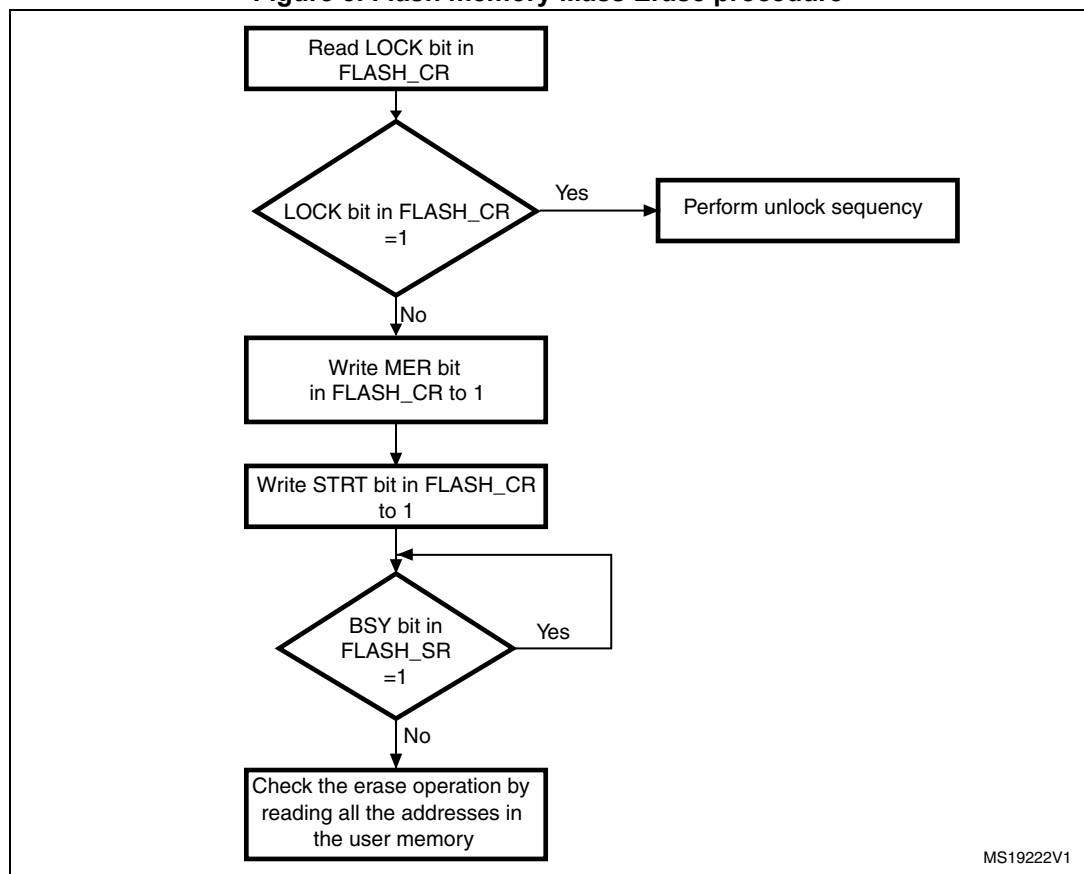 Read LOCK bit in
FLASH_CR
LOCK bit in FLASH_CR
=1
Yes
Perform unlock sequency
No
Write MER bit
in FLASH_CR to 1
Write STRT bit in FLASH_CR
to 1
BSY bit in
FLASH_SR
=1
Yes
No
Check the erase operation by
reading all the addresses in
the user memory
MS19222V1